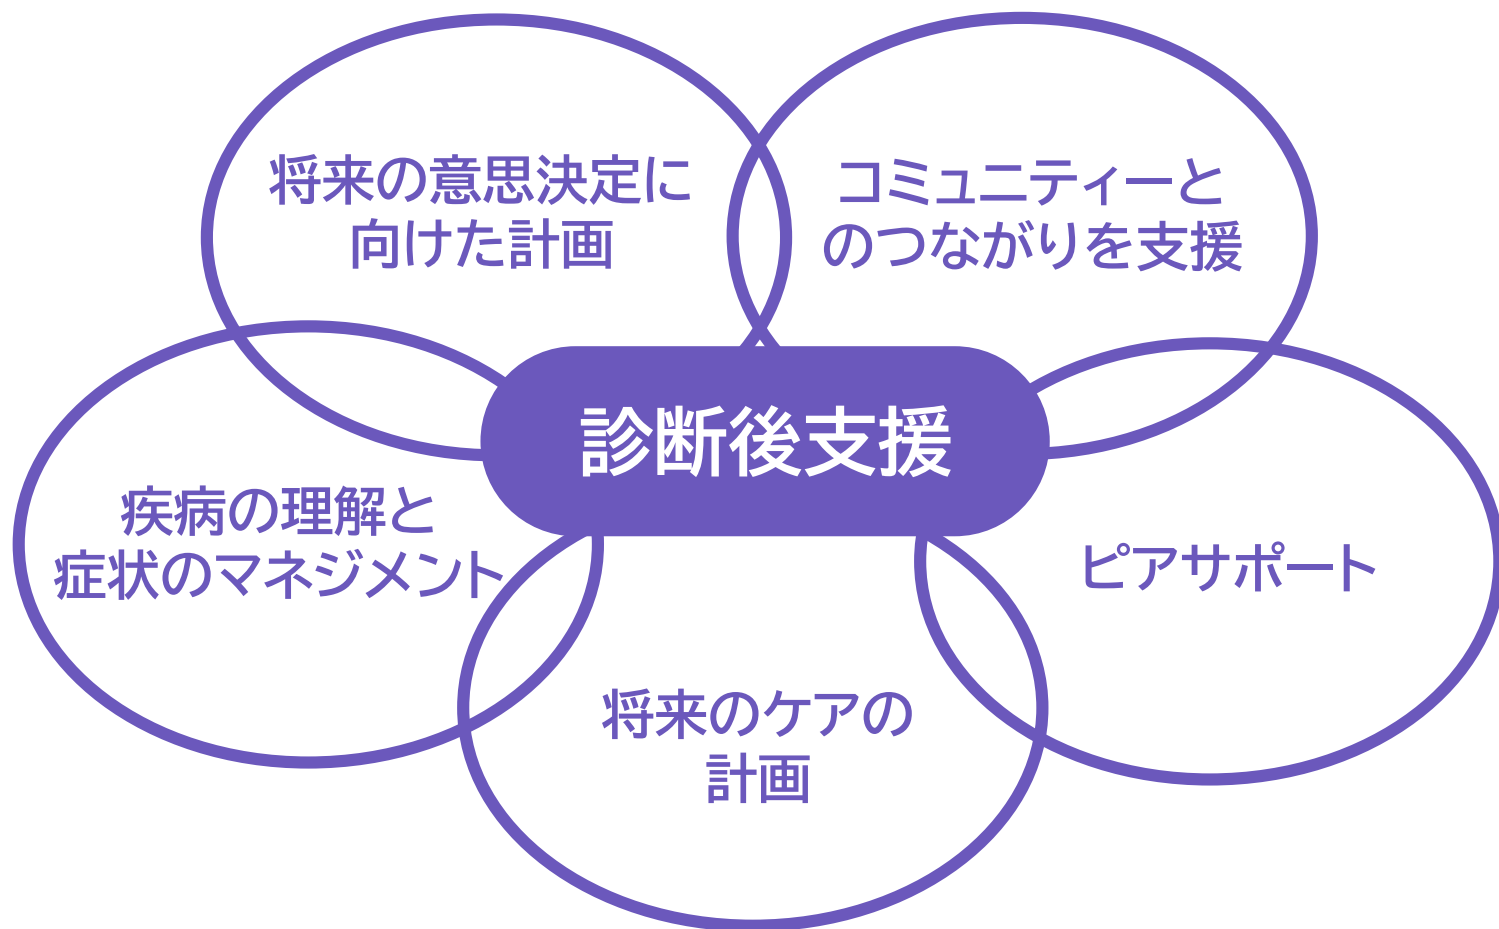 将来の意思決定に
向けた計画
コミュニティーと
のつながりを支援
診断後支援
疾病の理解と
症状のマネジメント
ピアサポート
将来のケアの
計画